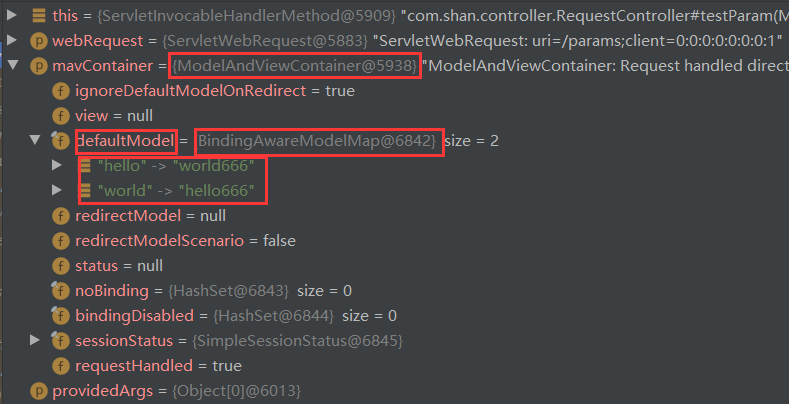 this = {ServletInvocableHandlerMethod@5909} "com.shan.controller.RequestController#testParam(M
webRequest = {ServletWebRequest@5883} "ServletWebRequest: uri=/params;client=0:0:0:0:0:0:0:1"
mavContainer = {ModelAndViewContainer@5938} "ModelAndViewContainer: Request handled direct
f ignoreDefaultModelOnRedirect = true
f view = null
f defaultModel = {BindingAwareModelMap@6842} size = 2
"hello" -> "world666"
"world" -> "hello666"
f redirectModel = null
f redirectModelScenario = false
f status = null
f noBinding = {HashSet@6843} size = 0
f bindingDisabled = {HashSet@6844} size = 0
f sessionStatus = {SimpleSessionStatus@6845}
f requestHandled = true
p providedArgs = {Object[0]@6013}